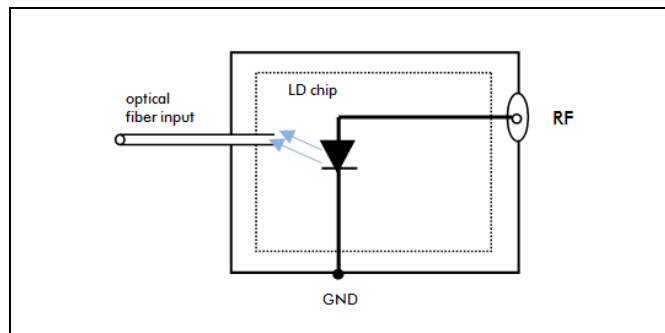 LD chip
optical
fiber input
RF
GND